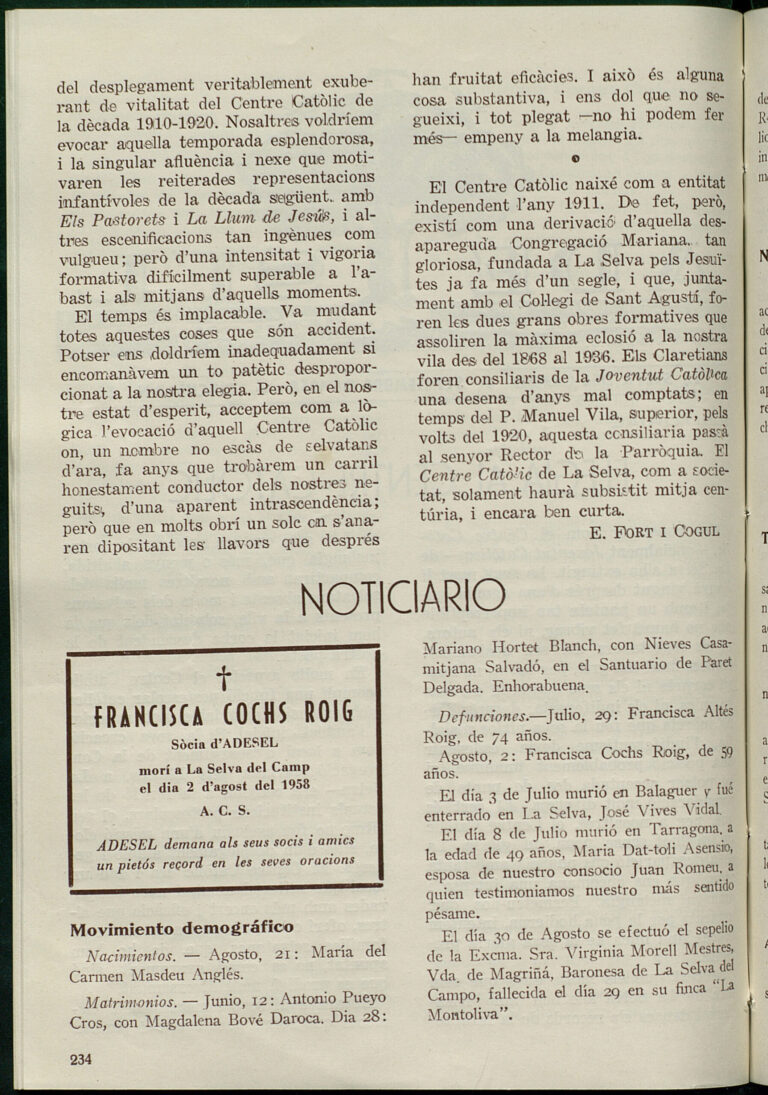 del desplegament veritablement exube-
rant de vitalitat del Centre Catòlic de
la dècada 1910-1920. Nosaltres voldríem
evocar aquella temporada esplendorosa,
i la singular afluència i nexe que moti-
varen les reiterades representacions
infantívoles de la dècada següent. amb
Els Pastorets i La Llum de Jesús, i al-
tres escenificacions tan ingènues com
vulgueu; però d'una intensitat i vigoria
formativa difícilment superable a l'a-
bast i als mitjans d'aquells moments.
El temps és implacable. Va mudant
totes aquestes coses que són accident.
Potser ens doldríem inadequadament si
encomanàvem un to patètic despropor-
cionat a la nostra elegia. Però, en el nos-
tre estat d'esperit, acceptem com a lò-
gica l'evocació d'aquell Centre Catòlic
on, un nombre no escàs de selvatans
d'ara, fa anys que trobàrem un carril
honestament conductor dels nostres ne-
guits, d'una aparent intrascendència;
però que en molts obrí un solc on s'ana-
ren dipositant les llavors que després
han fruitat eficàcies. I això és alguna
cosa substantiva, i ens dol que no se-
gueixi, i tot plegat —no hi podem fer
més— empeny a la melangia.
El Centre Catòlic naixé com a entitat
independent l'any 1911. De fet, però,
existí com una derivació d'aquella des-
apareguda Congregació Mariana. tan
gloriosa, fundada a La Selva pels Jesuï-
tes ja fa més d'un segle, i que, junta-
ment amb el Col·legi de Sant Agustí, fo-
ren les dues grans obres formatives que
assoliren la màxima eclosió a la nostra
vila des del 1868 al 1936. Els Claretians
foren consiliaris de la Joventut Catòlica
una desena d'anys mal comptats; en
temps del P. Manuel Vila, superior, pels
volts del 1920, aquesta consiliaria passà
al senyor Rector de la Parròquia. El
Centre Catòlic de La Selva, com a socie-
tat, solament haurà subsistit mitja cen-
túria, i encara ben curta.
E. Fort i Cogul
NOTICIARIO
FRANCISCA COCHS ROIG
Sòcia d'ADESEL
morí a La Selva del Camp
el dia 2 d'agost del 1958
A. C. S.
ADESEL demana als seus socis i amics
un pietós record en les seves oracions
Movimiento demográfico
Nacimientos. — Agosto, 21: María del
Carmen Masdeu Anglés.
Matrimonios. — Junio, 12: Antonio Pueyo
Cros, con Magdalena Bové Daroca. Dia 28:
Mariano Hortet Blanch, con Nieves Casa-
mitjana Salvadó, en el Santuario de Paret
Delgada. Enhorabuena.
Defunciones.—Julio, 29: Francisca Altés
Roig, de 74 años.
Agosto, 2: Francisca Cochs Roig, de 59
años.
El día 3 de Julio murió en Balaguer y fué
enterrado en La Selva, José Vives Vidal.
El día 8 de Julio murió en Tarragona, a
la edad de 49 años, Maria Dat-toli Asensio,
esposa de nuestro consocio Juan Romeu, a
quien testimoniamos nuestro más sentido
pésame.
El día 30 de Agosto se efectuó el sepelio
de la Excma. Sra. Virginia Morell Mestres,
Vda. de Magriñá, Baronesa de La Selva del
Campo, fallecida el día 29 en su finca "La
Montoliva".
234